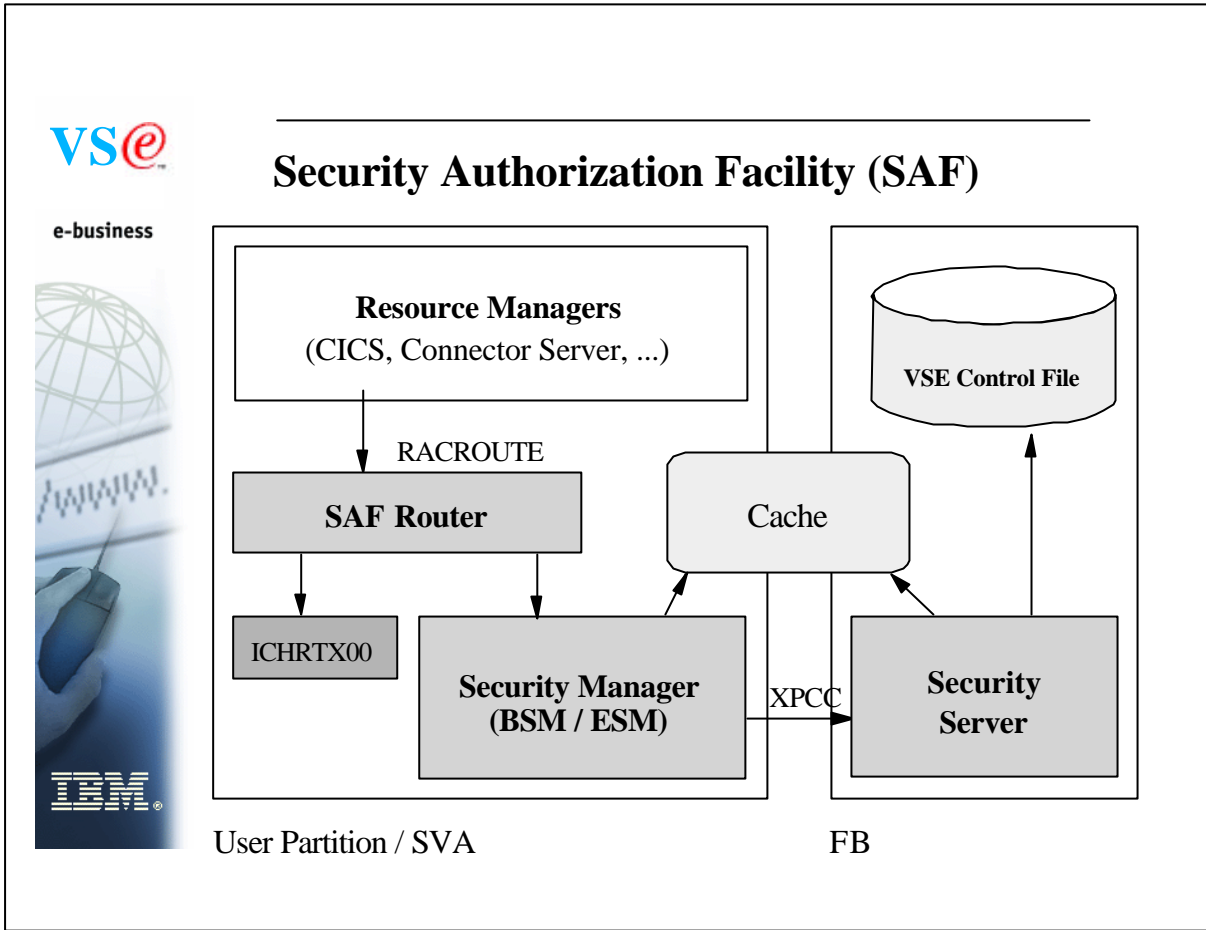 VSe
e-business
Security Authorization Facility (SAF)
Resource Managers
(CICS, Connector Server, ...)
RACROUTE
SAF Router
ICHRTX00
Security Manager
(BSM / ESM)
Cache
XPCC
VSE Control File
Security
Server
/wwww.
IBM®
User Partition / SVA
FB